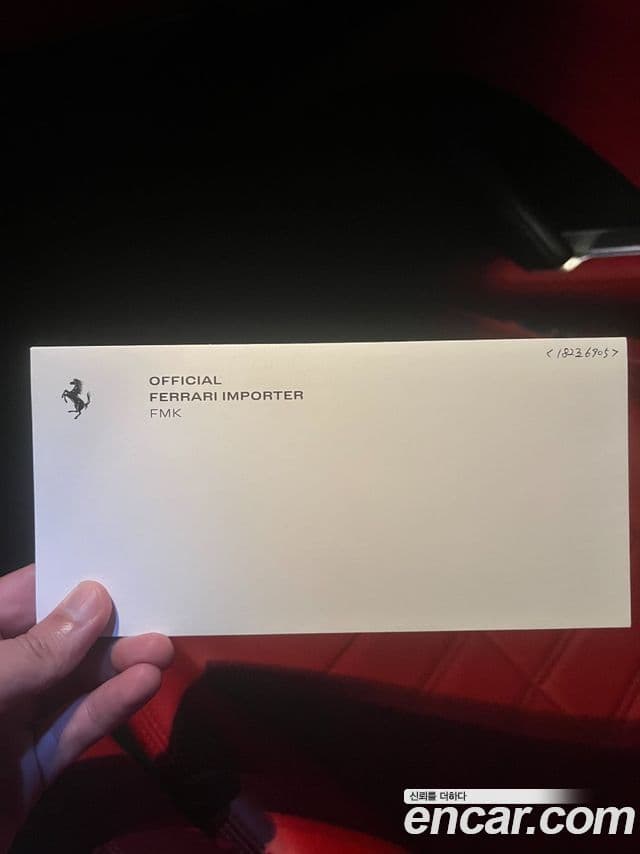 <18236905>
OFFICIAL
FERRARI IMPORTER
FMK
신뢰를 더하다
encar.com